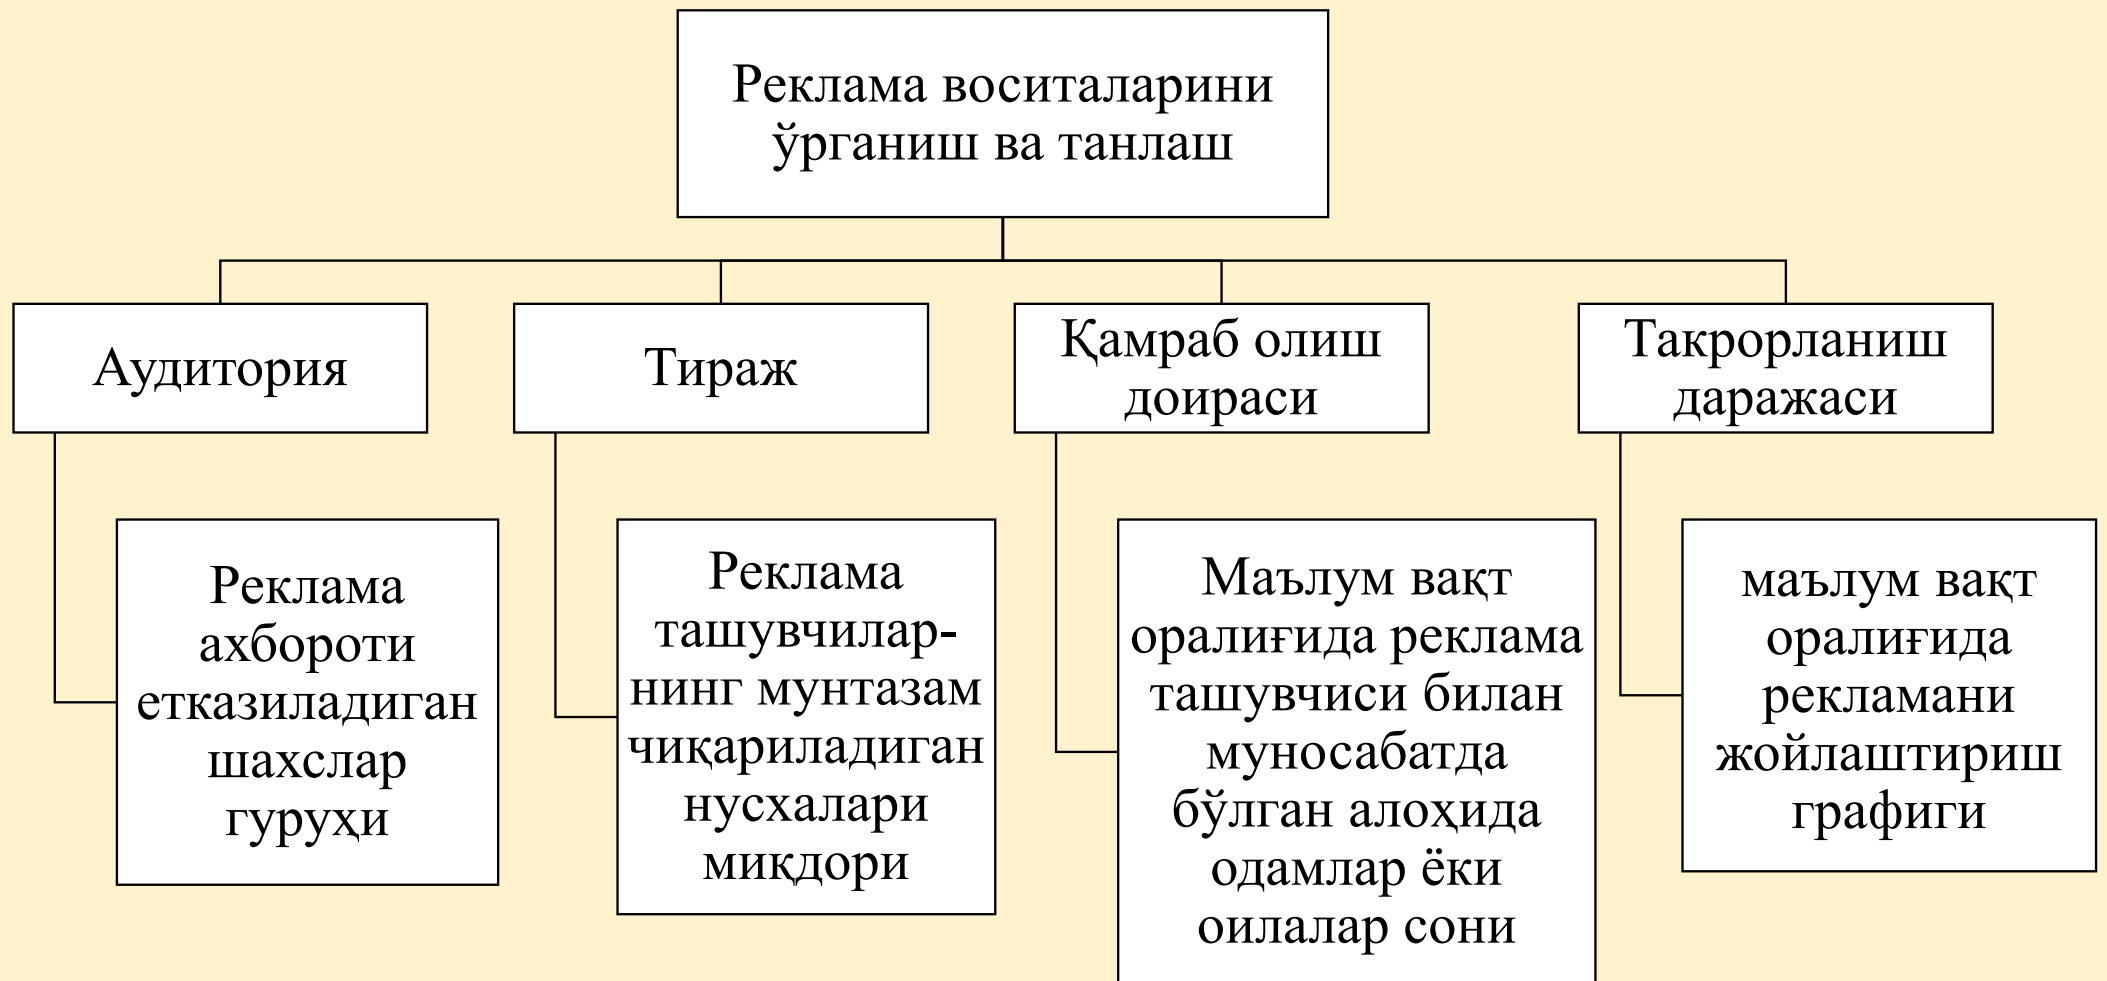 Реклама воситаларини
ўрганиш ва танлаш
Аудитория
Тираж
Қамраб олиш
доираси
Такрорланиш
даражаси
Реклама
ахбороти
етказиладиган
шахслар
гуруҳи
Реклама
ташувчилар-
нинг мунтазам
чиқариладиган
нусхалари
миқдори
Маълум вақт
оралиғида реклама
ташувчиси билан
муносабатда
бўлган алоҳида
одамлар ёки
оилалар сони
маълум вақт
оралиғида
рекламани
жойлаштириш
графиги